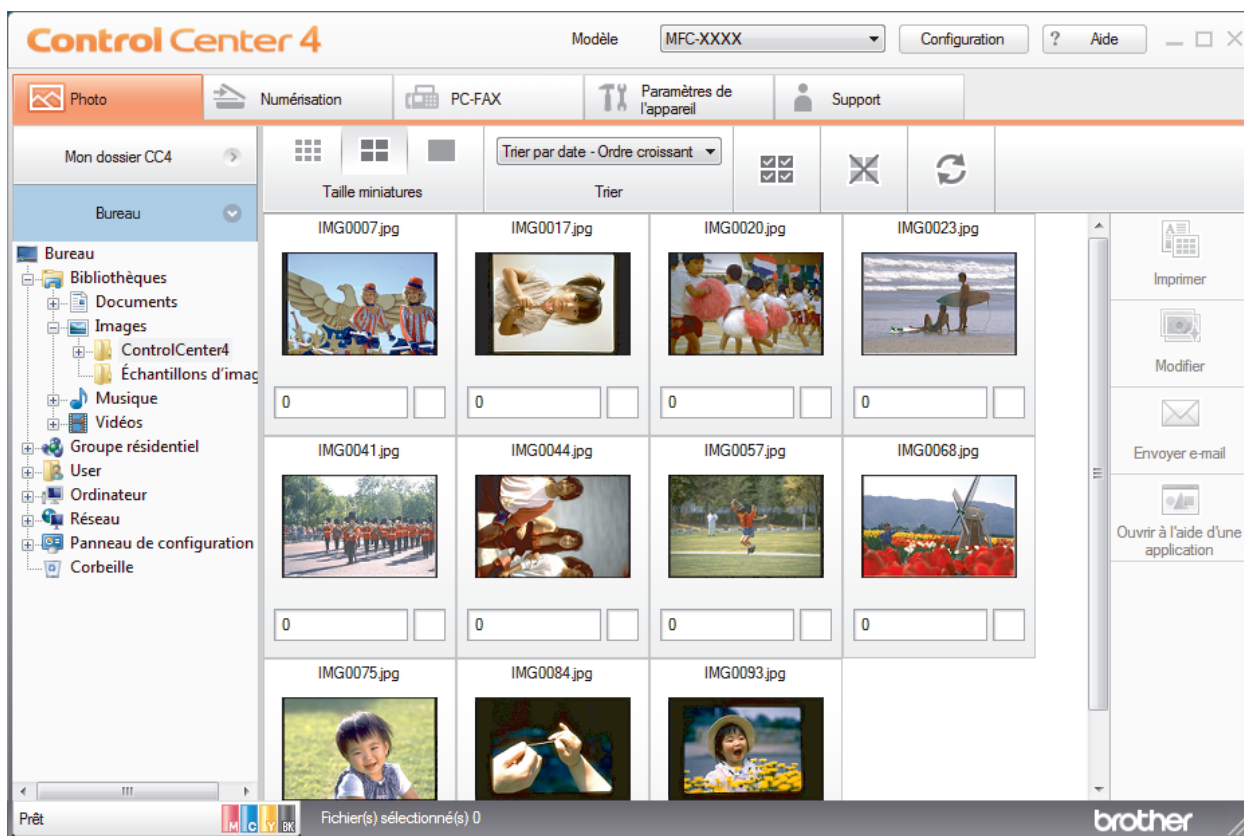 Control Center 4
Modèle
MFC-XXXX
Configuration
?
Aide
Photo
Numérisation
PC-FAX
Paramètres de
l'appareil
Support
Mon dossier CC4
Bureau
Taille miniatures
Trier par date - Ordre croissant
Trier
Bureau
Bibliothèques
Documents
Images
ControlCenter4
Échantillons d'imag
Musique
Vidéos
Groupe résidentiel
User
Ordinateur
Réseau
Panneau de configuration
Corbeille
IMG0007.jpg
IMG0017.jpg
IMG0020.jpg
IMG0023.jpg
0
0
0
0
IMG0041.jpg
IMG0044.jpg
IMG0057.jpg
IMG0068.jpg
0
0
0
0
IMG0075.jpg
IMG0084.jpg
IMG0093.jpg
Imprimer
Modifier
Envoyer e-mail
Ouvrir à l'aide d'une
application
Prêt
M
C
Y
BK
Fichier(s) sélectionné(s) 0
brother